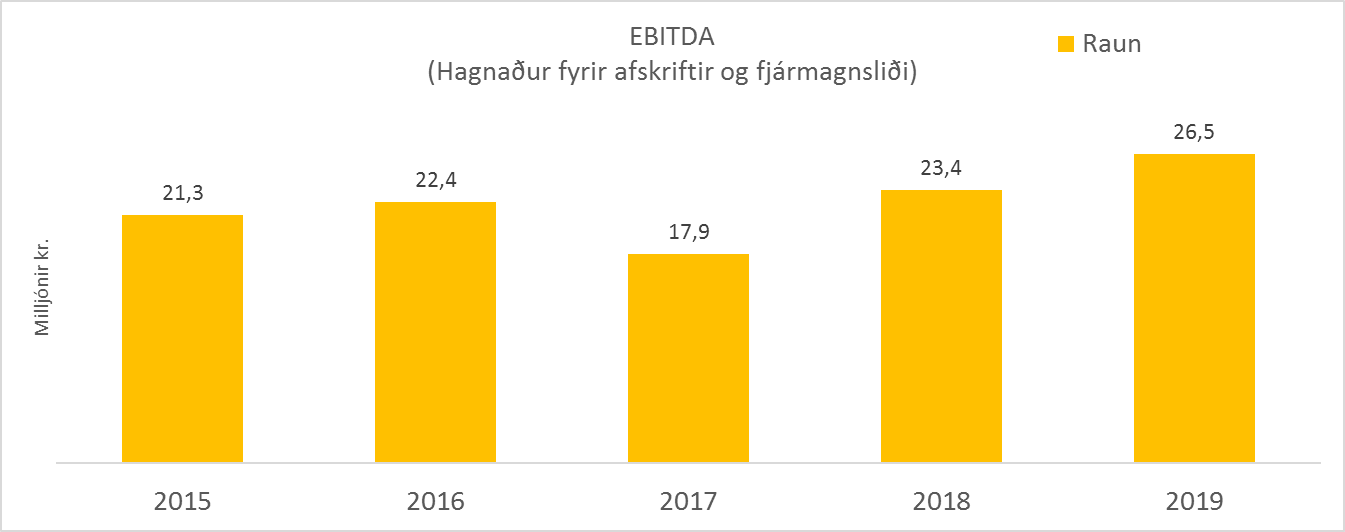 EBITDA
(Hagnaður fyrir afskriftir og fjármagnsliði)
Raun
Milljónir kr.
21,3
22,4
17,9
23,4
26,5
2015
2016
2017
2018
2019